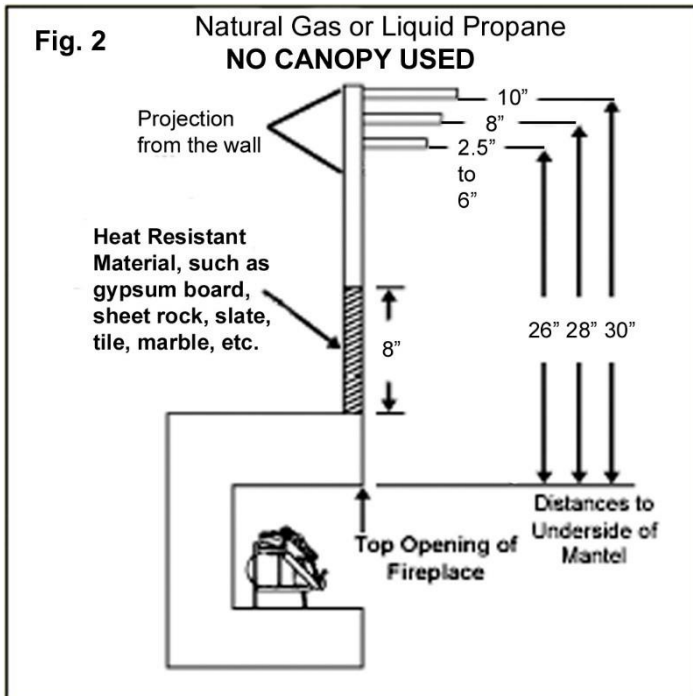 Fig. 2
Natural Gas or Liquid Propane
NO CANOPY USED
Projection
from the wall
10”
8”
2.5”
to
6”
Heat Resistant
Material, such as
gypsum board,
sheet rock, slate,
tile, marble, etc.
8”
26” 28” 30”
Top Opening of
Fireplace
Distances to
Underside of
Mantel